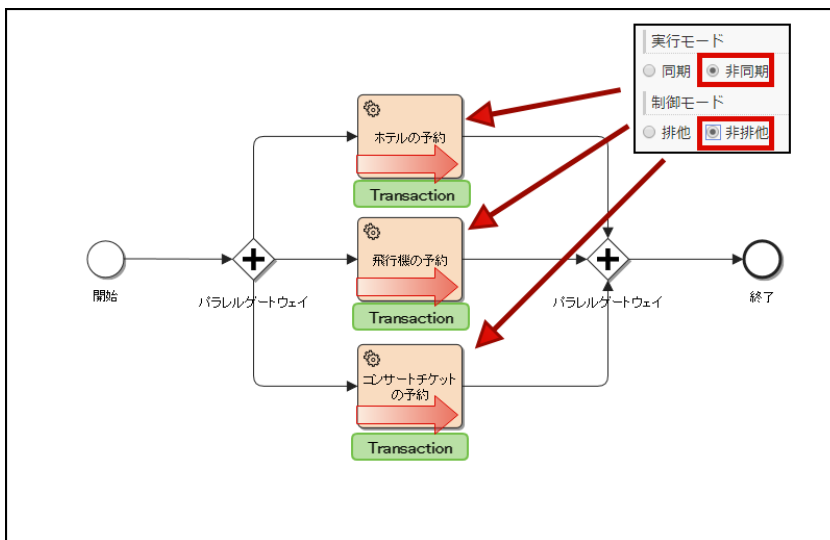 実行モード
同期 非同期
制御モード
排他 非排他
ホテルの予約
Transaction
飛行機の予約
Transaction
開始
パラレルゲートウェイ
パラレルゲートウェイ
終了
コンサートチケット
の予約
Transaction